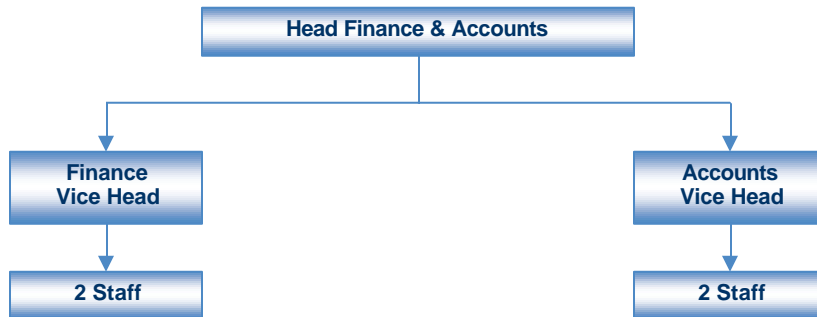 Head Finance & Accounts
Finance
Vice Head
Accounts
Vice Head
2 Staff
2 Staff